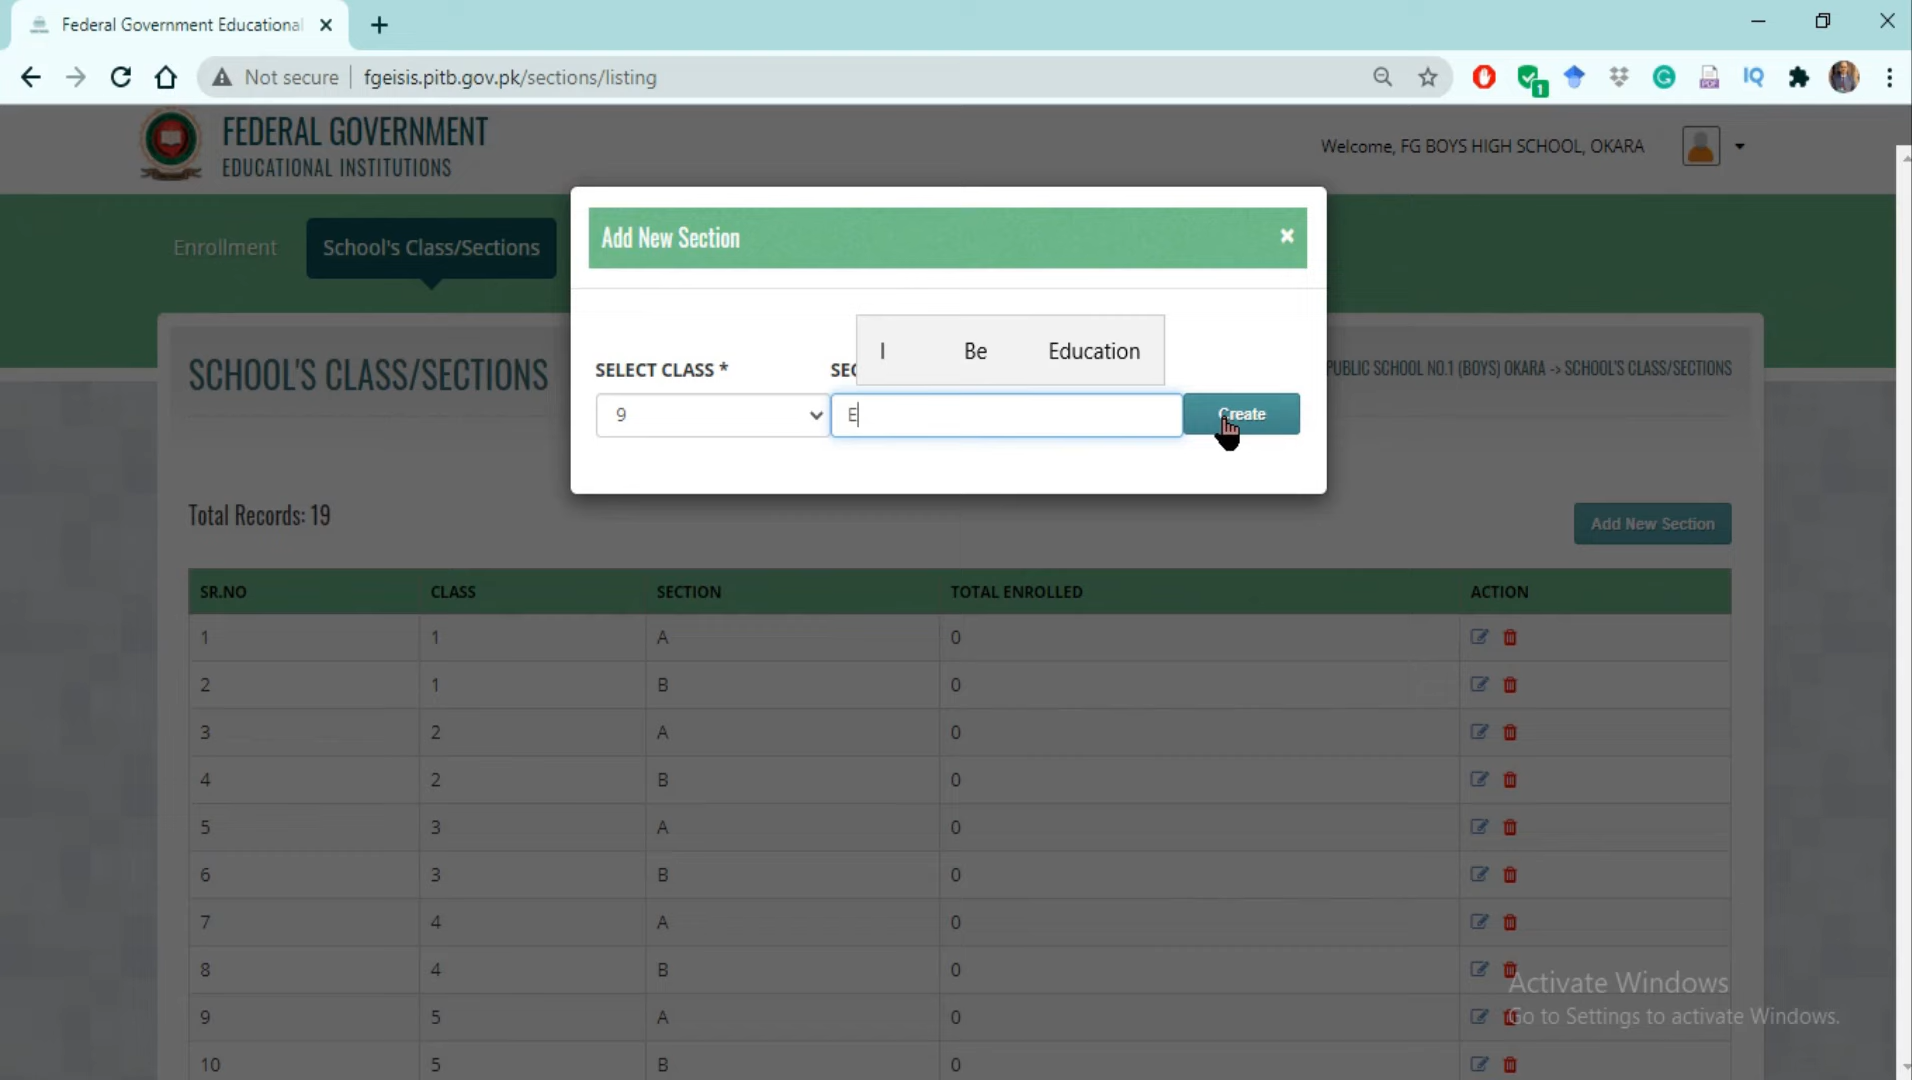 Federal Government Educational
Not secure
fgeisis.pitb.gov.pk/sections/listing
1
IQ
PDF
FEDERAL GOVERNMENT
EDUCATIONAL INSTITUTIONS
Welcome, FG BOYS HIGH SCHOOL, OKARA
Enrollment
School's Class/Sections
Add New Section
I Be Education
SELECT CLASS *
SEC
9
E
Create
SCHOOL'S CLASS/SECTIONS
PUBLIC SCHOOL NO.1 (BOYS) OKARA -> SCHOOL'S CLASS/SECTIONS
Total Records: 19
Add New Section
SR.NO CLASS SECTION TOTAL ENROLLED ACTION
1 1 A 0
2 1 B 0
3 2 A 0
4 2 B 0
5 3 A 0
6 3 B 0
7 4 A 0
8 4 B 0
9 5 A 0
10 5 B 0
Activate Windows
Go to Settings to activate Windows.